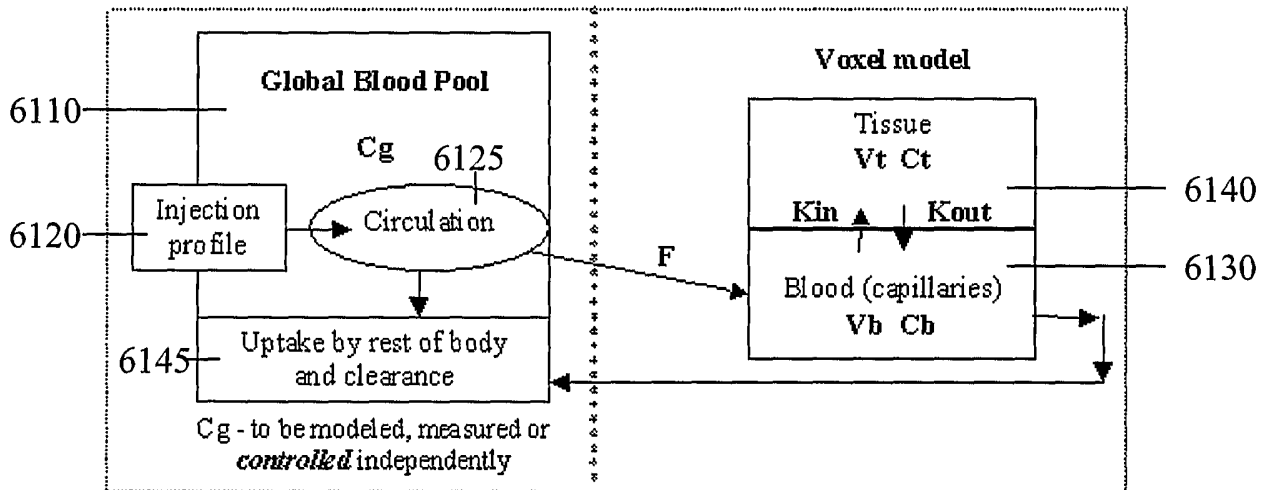 Voxel model
Global Blood Pool
6110
Cg
6125
Tissue
Vt Ct
6140
Injection
profile
Circulation
6120
Kin
Kout
F
6130
Blood (capillaries)
Vb Cb
6145
Uptake by rest of body
and clearance
Cg - to be modeled, measured or
controlled independently